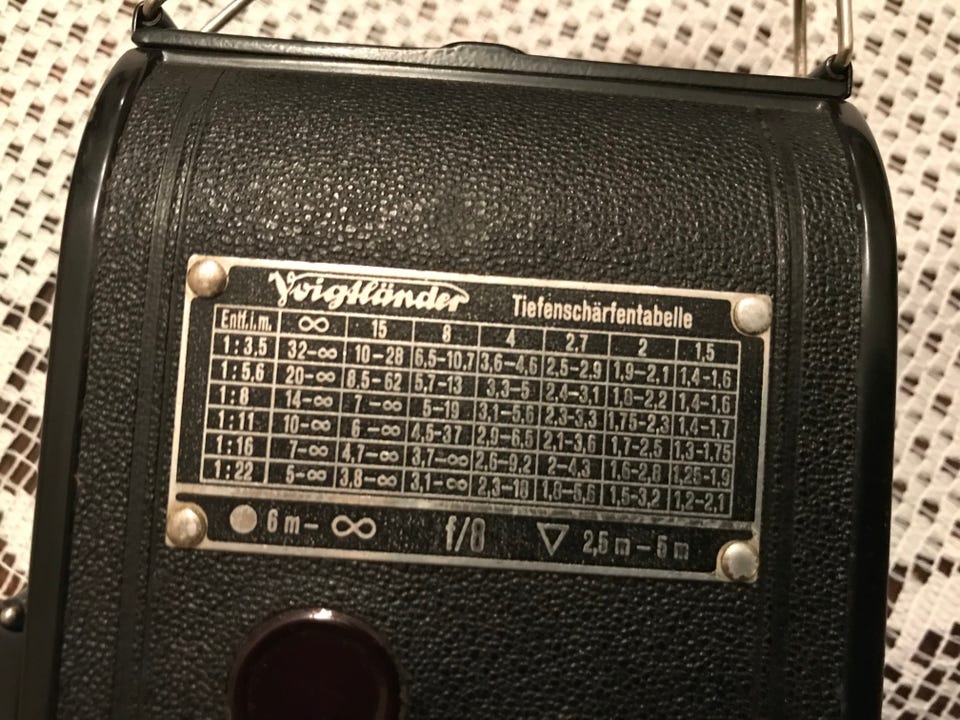 Voigtländer Tiefenschärfentabelle
Entf.i.m. ∞ 15 8 4 2,7 2 1,5
1:3,5 32-∞ 10-28 6,5-10,7 3,6-4,6 2,5-2,9 1,9-2,1 1,4-1,6
1:5,6 20-∞ 8,5-62 5,7-13 3,3-5 2,4-3,1 1,8-2,2 1,4-1,6
1:8 14-∞ 7-∞ 5-19 3,1-5,6 2,3-3,3 1,75-2,3 1,4-1,7
1:11 10-∞ 6-∞ 4,5-37 2,9-6,5 2,1-3,6 1,7-2,5 1,3-1,75
1:16 7-∞ 4,7-∞ 3,7-∞ 2,6-9,2 2-4,3 1,6-2,8 1,25-1,9
1:22 5-∞ 3,8-∞ 3,1-∞ 2,3-18 1,8-5,6 1,5-3,2 1,2-2,1
● 6 m - ∞ f/8 ▽ 2,5 m - 5 m